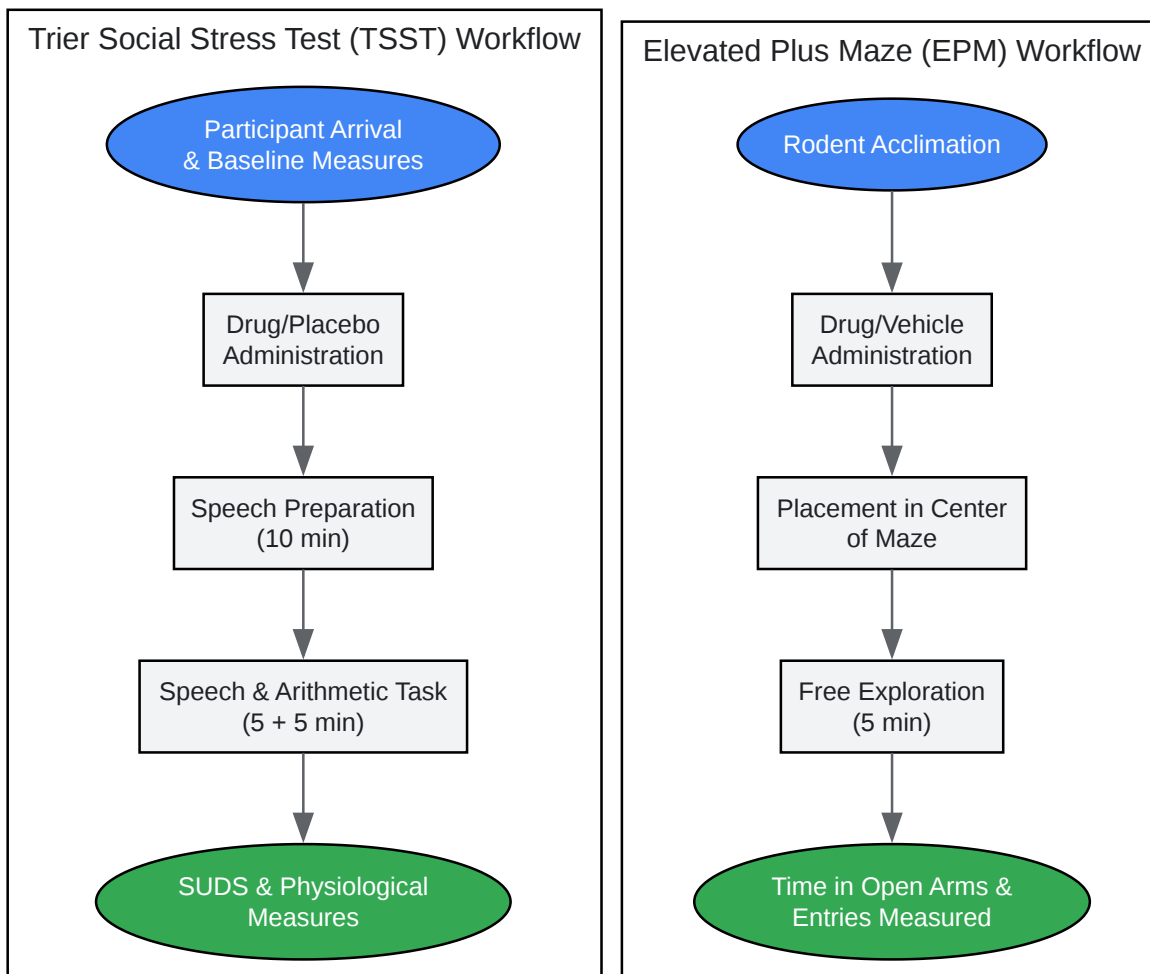 Trier Social Stress Test (TSST) Workflow
Participant Arrival
& Baseline Measures
Drug/Placebo
Administration
Speech Preparation
(10 min)
Speech & Arithmetic Task
(5 + 5 min)
SUDS & Physiological
Measures
Elevated Plus Maze (EPM) Workflow
Rodent Acclimation
Drug/Vehicle
Administration
Placement in Center
of Maze
Free Exploration
(5 min)
Time in Open Arms &
Entries Measured